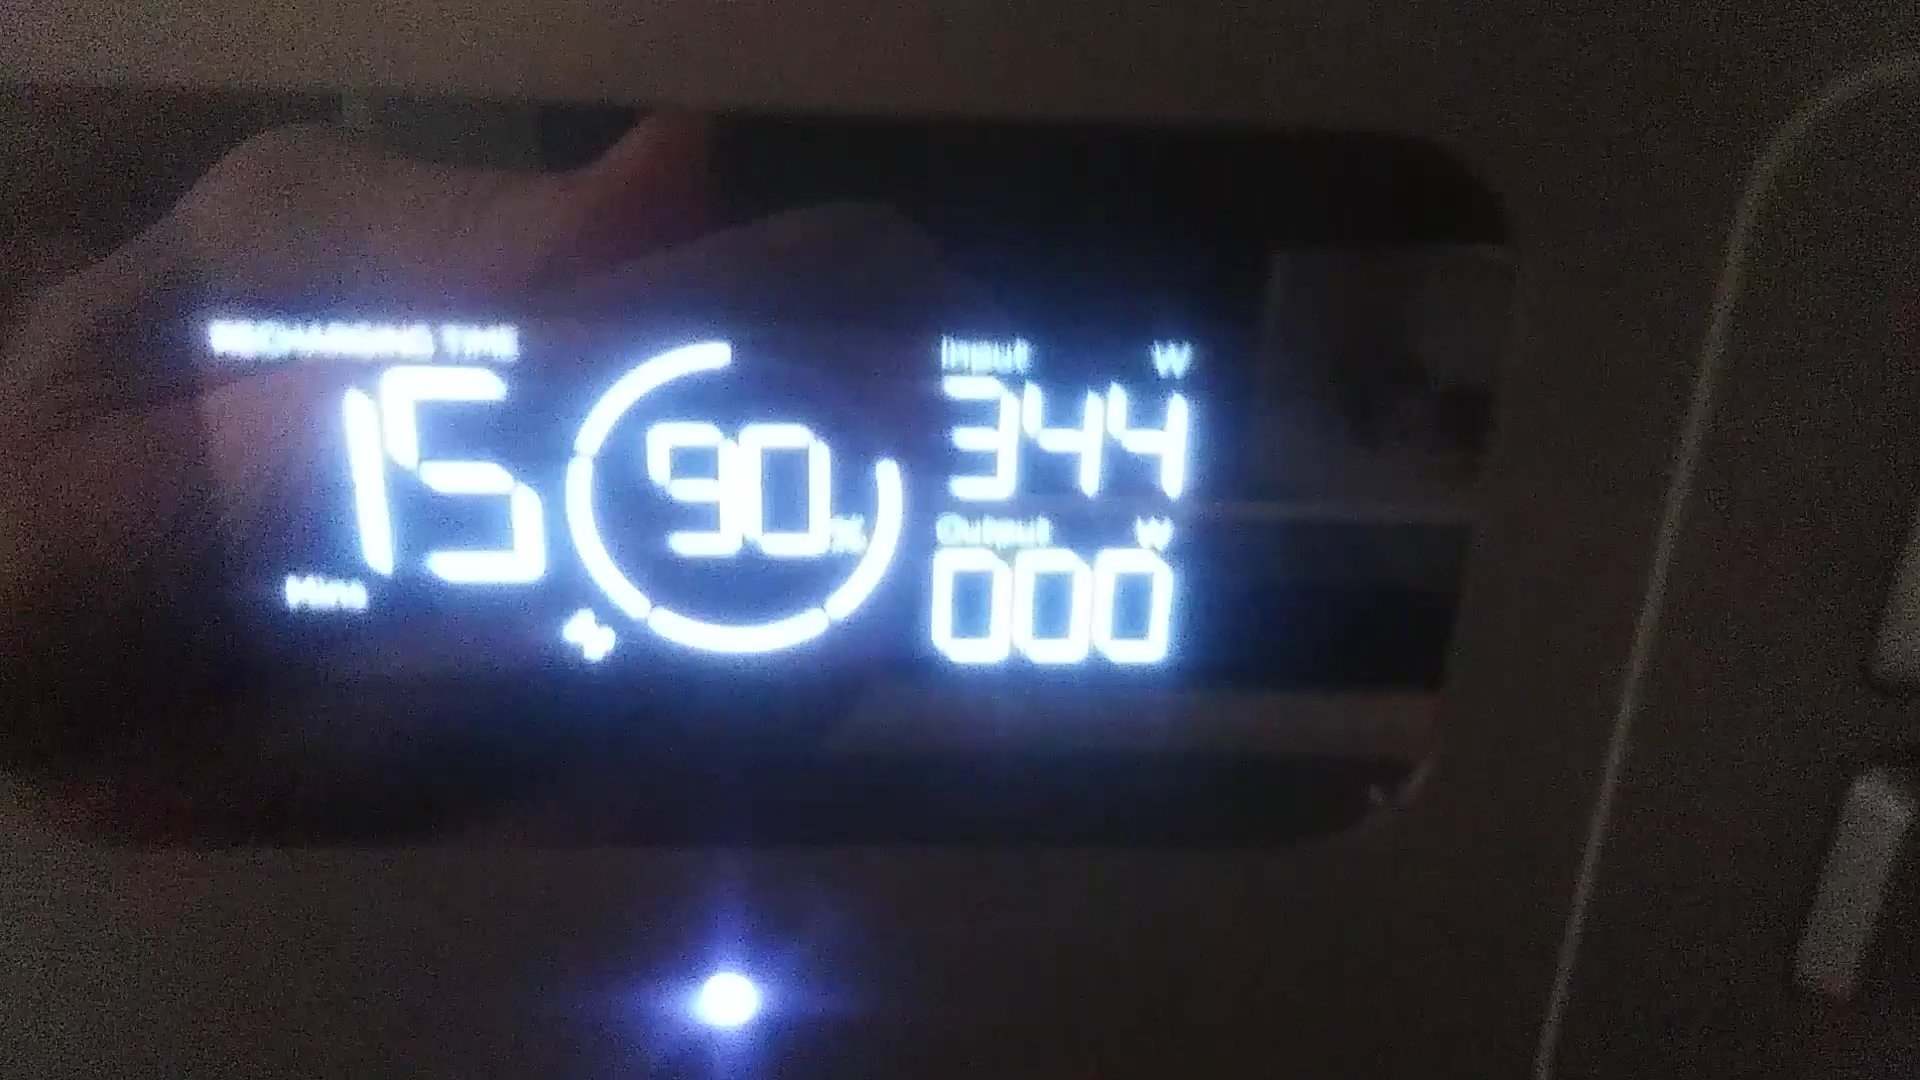 RECHARGING TIME
15
Mins
90%
Input W
344
Output W
000